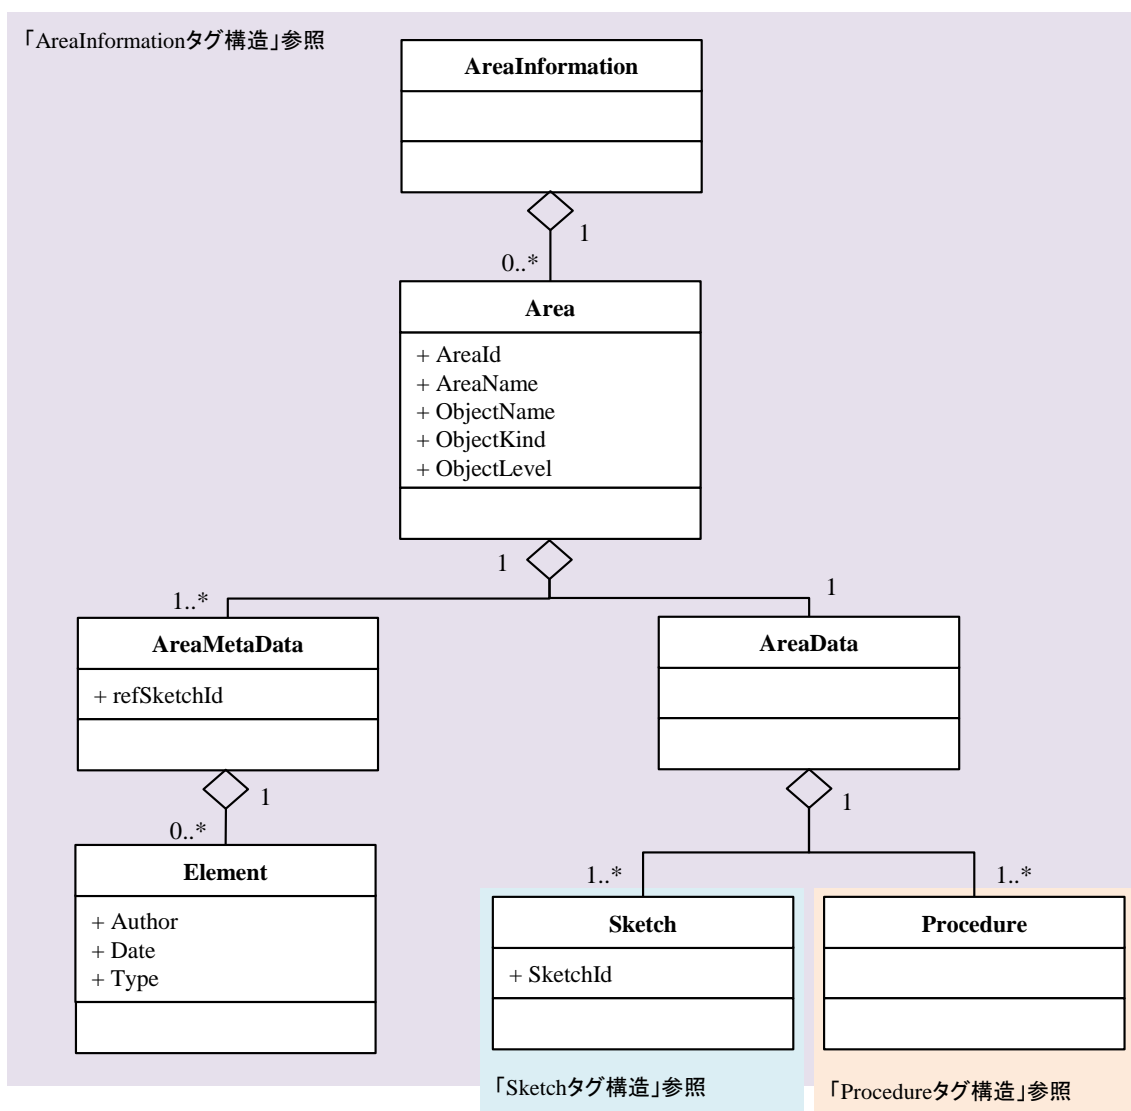 「AreaInformationタグ構造」参照
AreaInformation
1
0..*
Area
+ AreaId
+ AreaName
+ ObjectName
+ ObjectKind
+ ObjectLevel
1
1..*
1
AreaMetaData
+ refSketchId
AreaData
1
0..*
1
Element
+ Author
+ Date
+ Type
1..*
1..*
Sketch
+ SketchId
Procedure
「Sketchタグ構造」参照
「Procedureタグ構造」参照